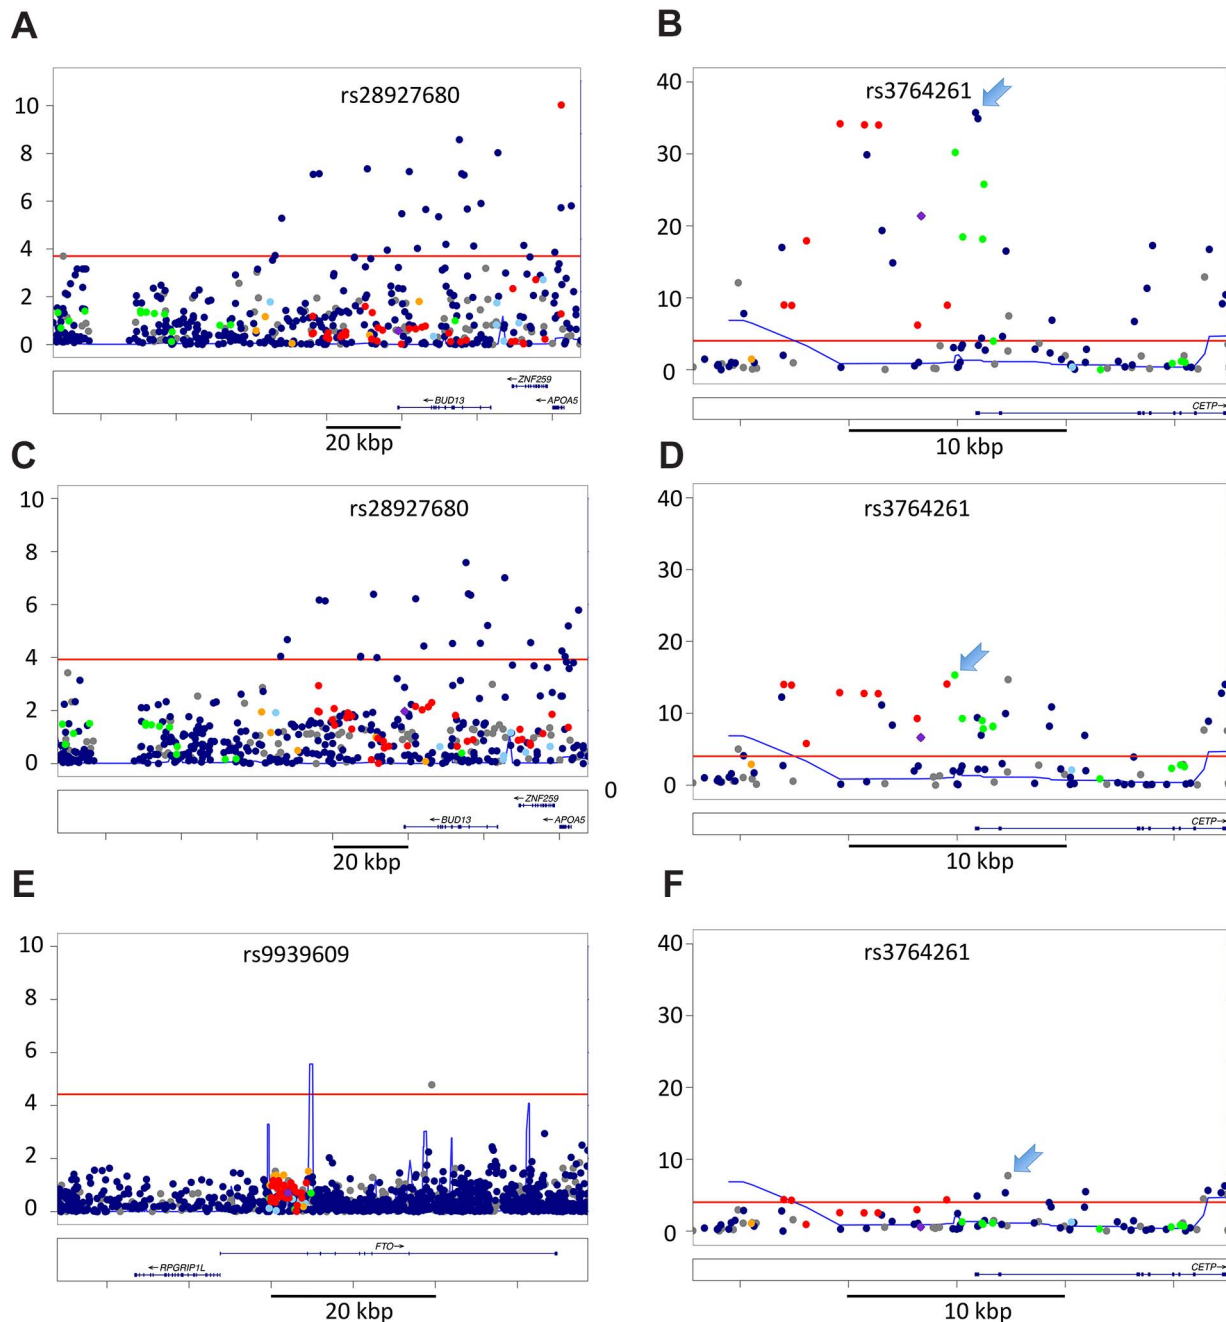 A
rs28927680
10
8
6
4
2
0
←ZNF259
←BUD13
←APOA5
20 kbp
B
rs3764261
40
30
20
10
0
CETP→
10 kbp
C
rs28927680
10
8
6
4
2
0
←ZNF259
←BUD13
←APOA5
20 kbp
D
rs3764261
40
30
20
10
0
0
CETP→
10 kbp
E
rs9939609
10
8
6
4
2
0
FTO→
←RPGRIP1L
20 kbp
F
rs3764261
40
30
20
10
0
CETP→
10 kbp